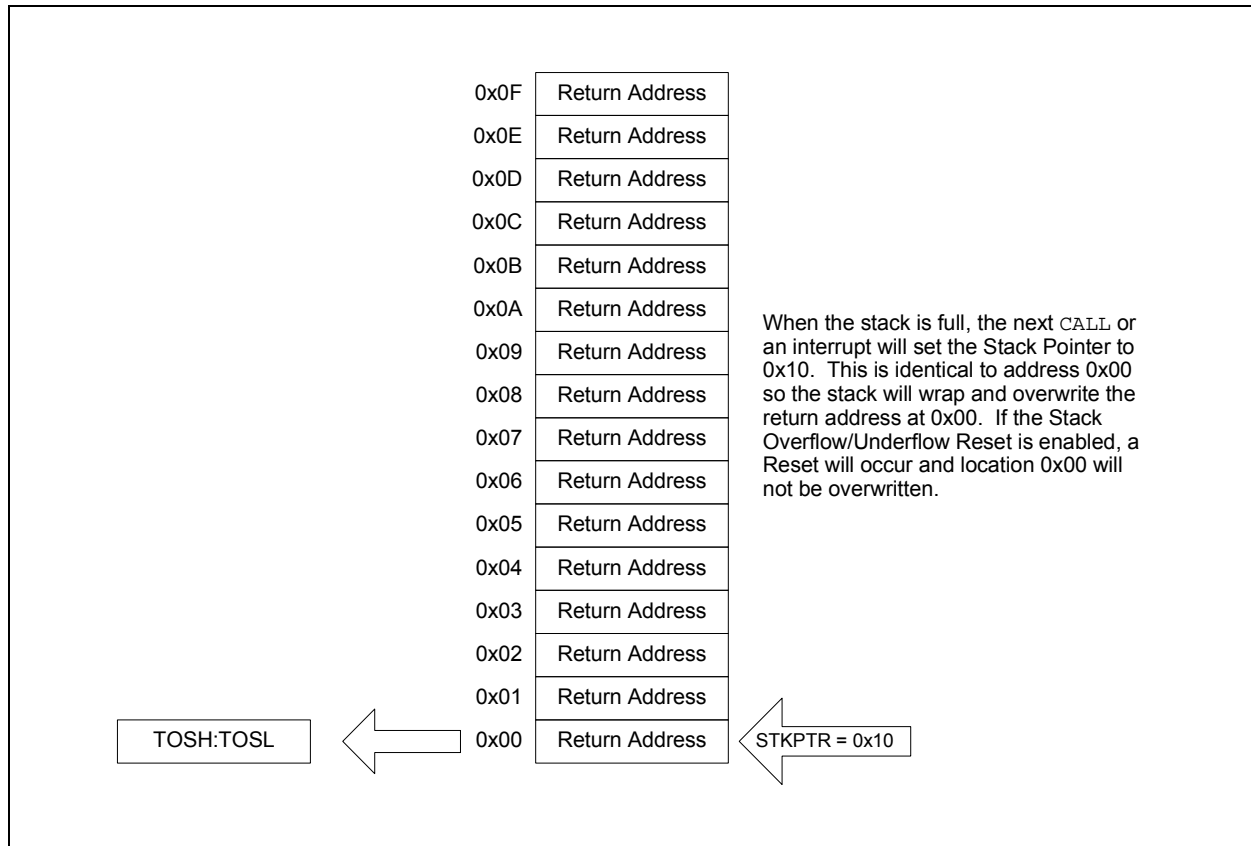 0x0F Return Address
0x0E Return Address
0x0D Return Address
0x0C Return Address
0x0B Return Address
0x0A Return Address
0x09 Return Address
0x08 Return Address
0x07 Return Address
0x06 Return Address
0x05 Return Address
0x04 Return Address
0x03 Return Address
0x02 Return Address
0x01 Return Address
TOSH:TOSL 0x00 Return Address STKPTR = 0x10
When the stack is full, the next CALL or
an interrupt will set the Stack Pointer to
0x10. This is identical to address 0x00
so the stack will wrap and overwrite the
return address at 0x00. If the Stack
Overflow/Underflow Reset is enabled, a
Reset will occur and location 0x00 will
not be overwritten.